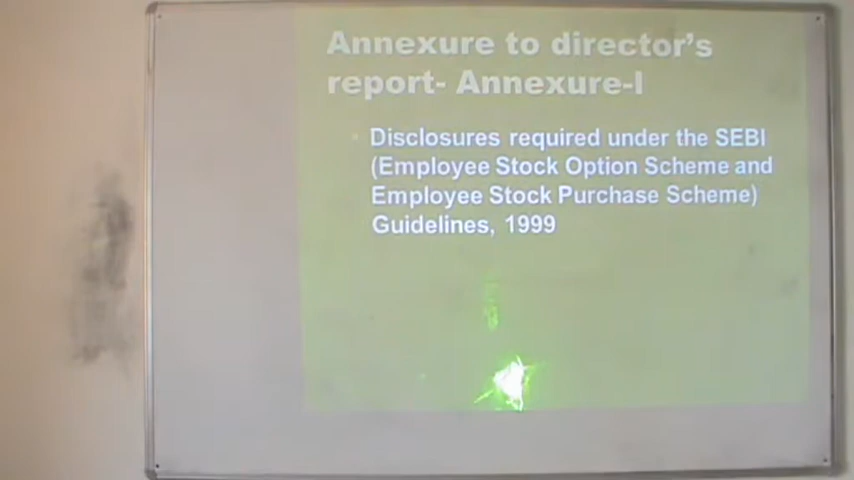 Annexure to director's
report- Annexure-I
Disclosures required under the SEBI
(Employee Stock Option Scheme and
Employee Stock Purchase Scheme)
Guidelines, 1999